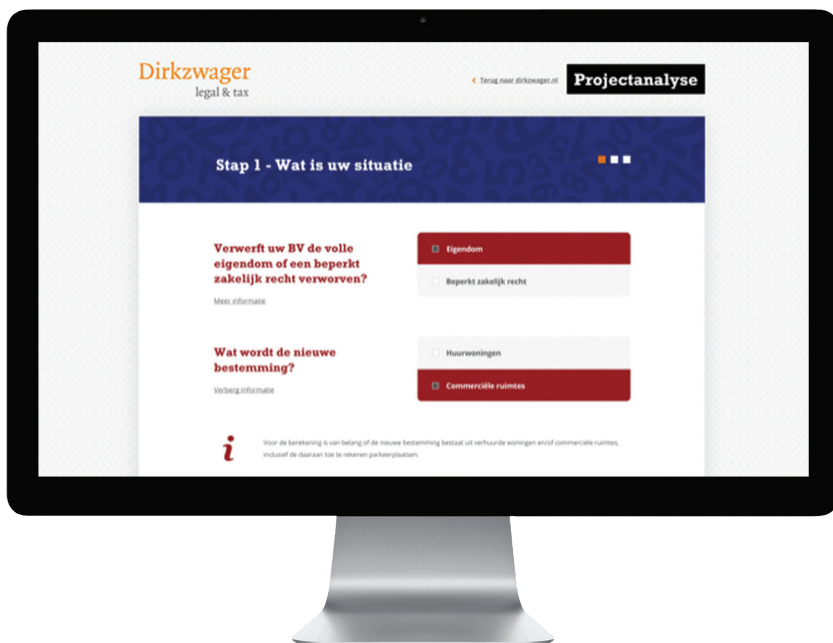 Dirkzwager
legal & tax
Terug naar dirkzwager.nl
Projectanalyse
Stap 1 - Wat is uw situatie
Verwerft uw BV de volle
eigendom of een beperkt
zakelijk recht verworven?
Meer informatie
Eigendom
Beperkt zakelijk recht
Wat wordt de nieuwe
bestemming?
Verberg informatie
Huurwoningen
Commerciële ruimtes
Voor de berekening is van belang of de nieuwe bestemming bestaat uit verhuurde woningen en/of commerciële ruimtes,
inclusief de daaraan toe te rekenen parkeerplaatsen.